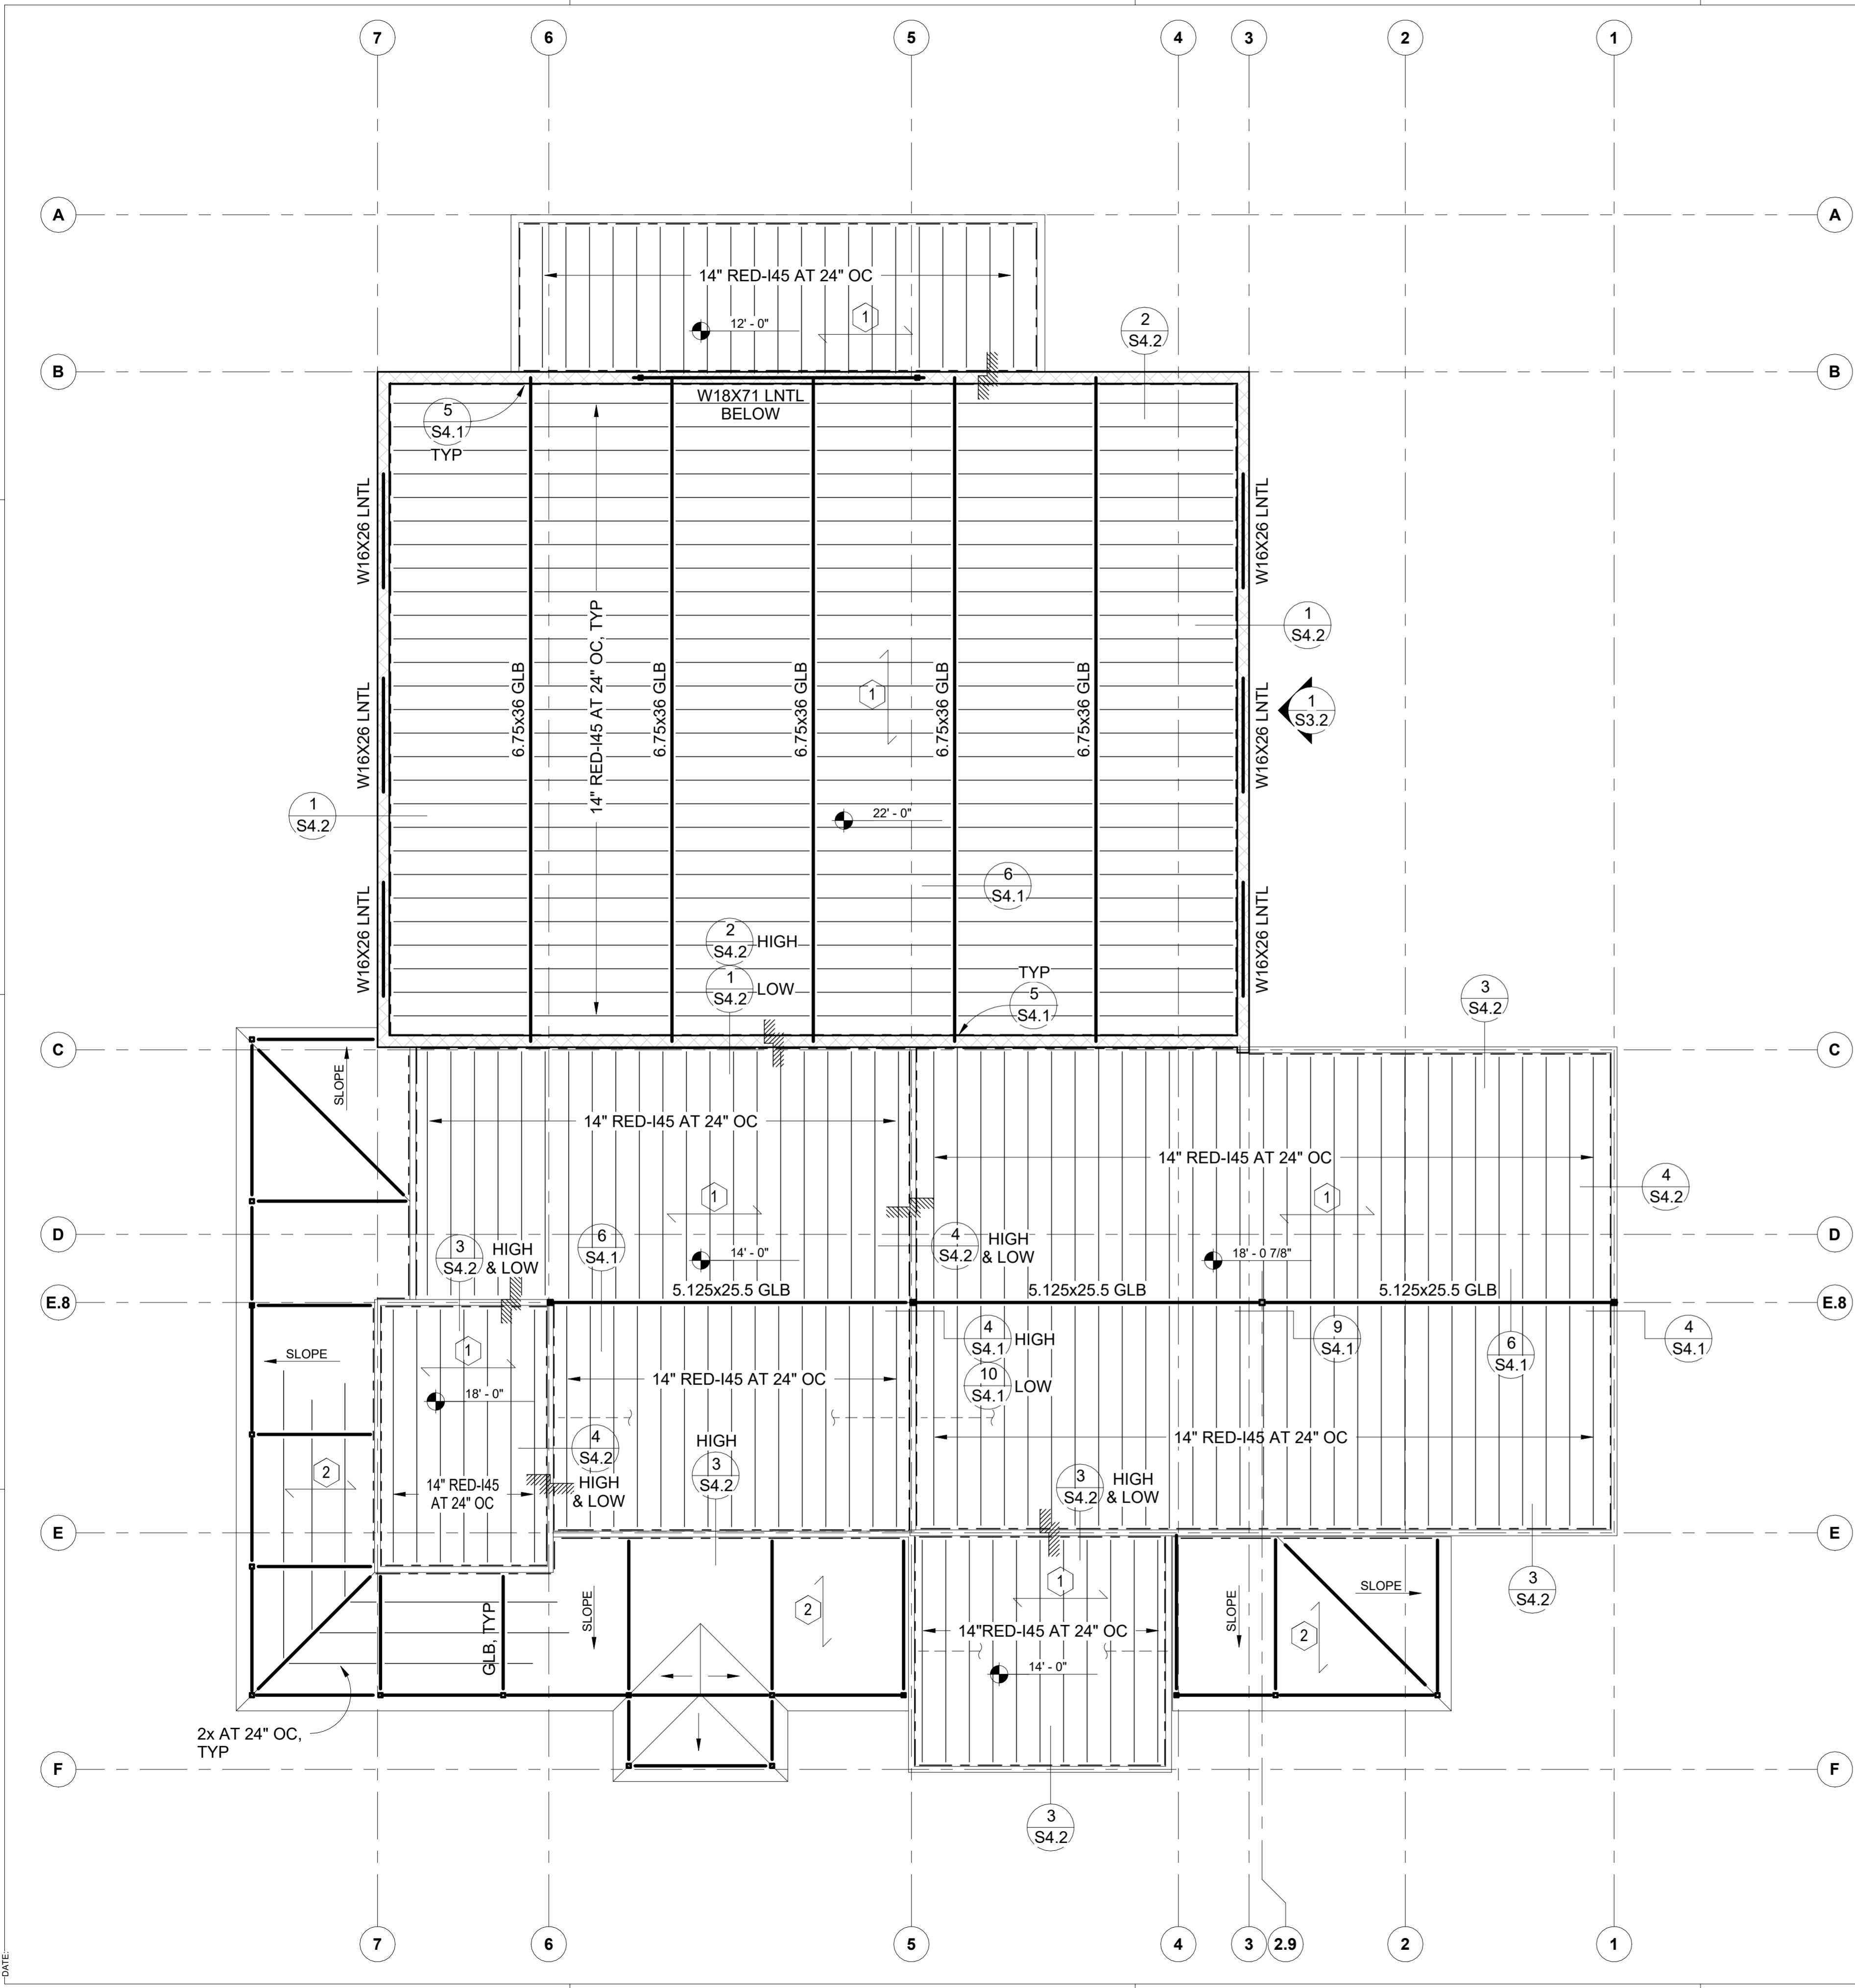 7
6
5
4
3
2
1
A
A
14" RED-I45 AT 24" OC
12' - 0"
1
2
S4.2
B
B
W18X71 LNTL
BELOW
5
S4.1
TYP
W16X26 LNTL
W16X26 LNTL
14" RED-I45 AT 24" OC, TYP
1
S4.2
6.75x36 GLB
6.75x36 GLB
6.75x36 GLB
6.75x36 GLB
6.75x36 GLB
1
W16X26 LNTL
W16X26 LNTL
1
S3.2
1
S4.2
22' - 0"
6
S4.1
W16X26 LNTL
W16X26 LNTL
2
S4.2
HIGH
1
S4.2
LOW
TYP
5
S4.1
3
S4.2
C
C
SLOPE
14" RED-I45 AT 24" OC
14" RED-I45 AT 24" OC
1
1
4
S4.2
D
D
3
S4.2
HIGH
& LOW
6
S4.1
14' - 0"
4
S4.2
HIGH
& LOW
18' - 0 7/8"
5.125x25.5 GLB
5.125x25.5 GLB
5.125x25.5 GLB
E.8
E.8
SLOPE
1
4
S4.1
HIGH
9
S4.1
6
S4.1
4
S4.1
18' - 0"
14" RED-I45 AT 24" OC
10
S4.1
LOW
14" RED-I45 AT 24" OC
4
S4.2
HIGH
& LOW
HIGH
3
S4.2
2
14" RED-I45
AT 24" OC
3
S4.2
HIGH
& LOW
E
E
1
3
S4.2
SLOPE
GLB, TYP
SLOPE
2
14"RED-I45 AT 24" OC
14' - 0"
SLOPE
2
2x AT 24" OC,
TYP
F
F
3
S4.2
7
6
5
4
3
2.9
2
1
DATE: